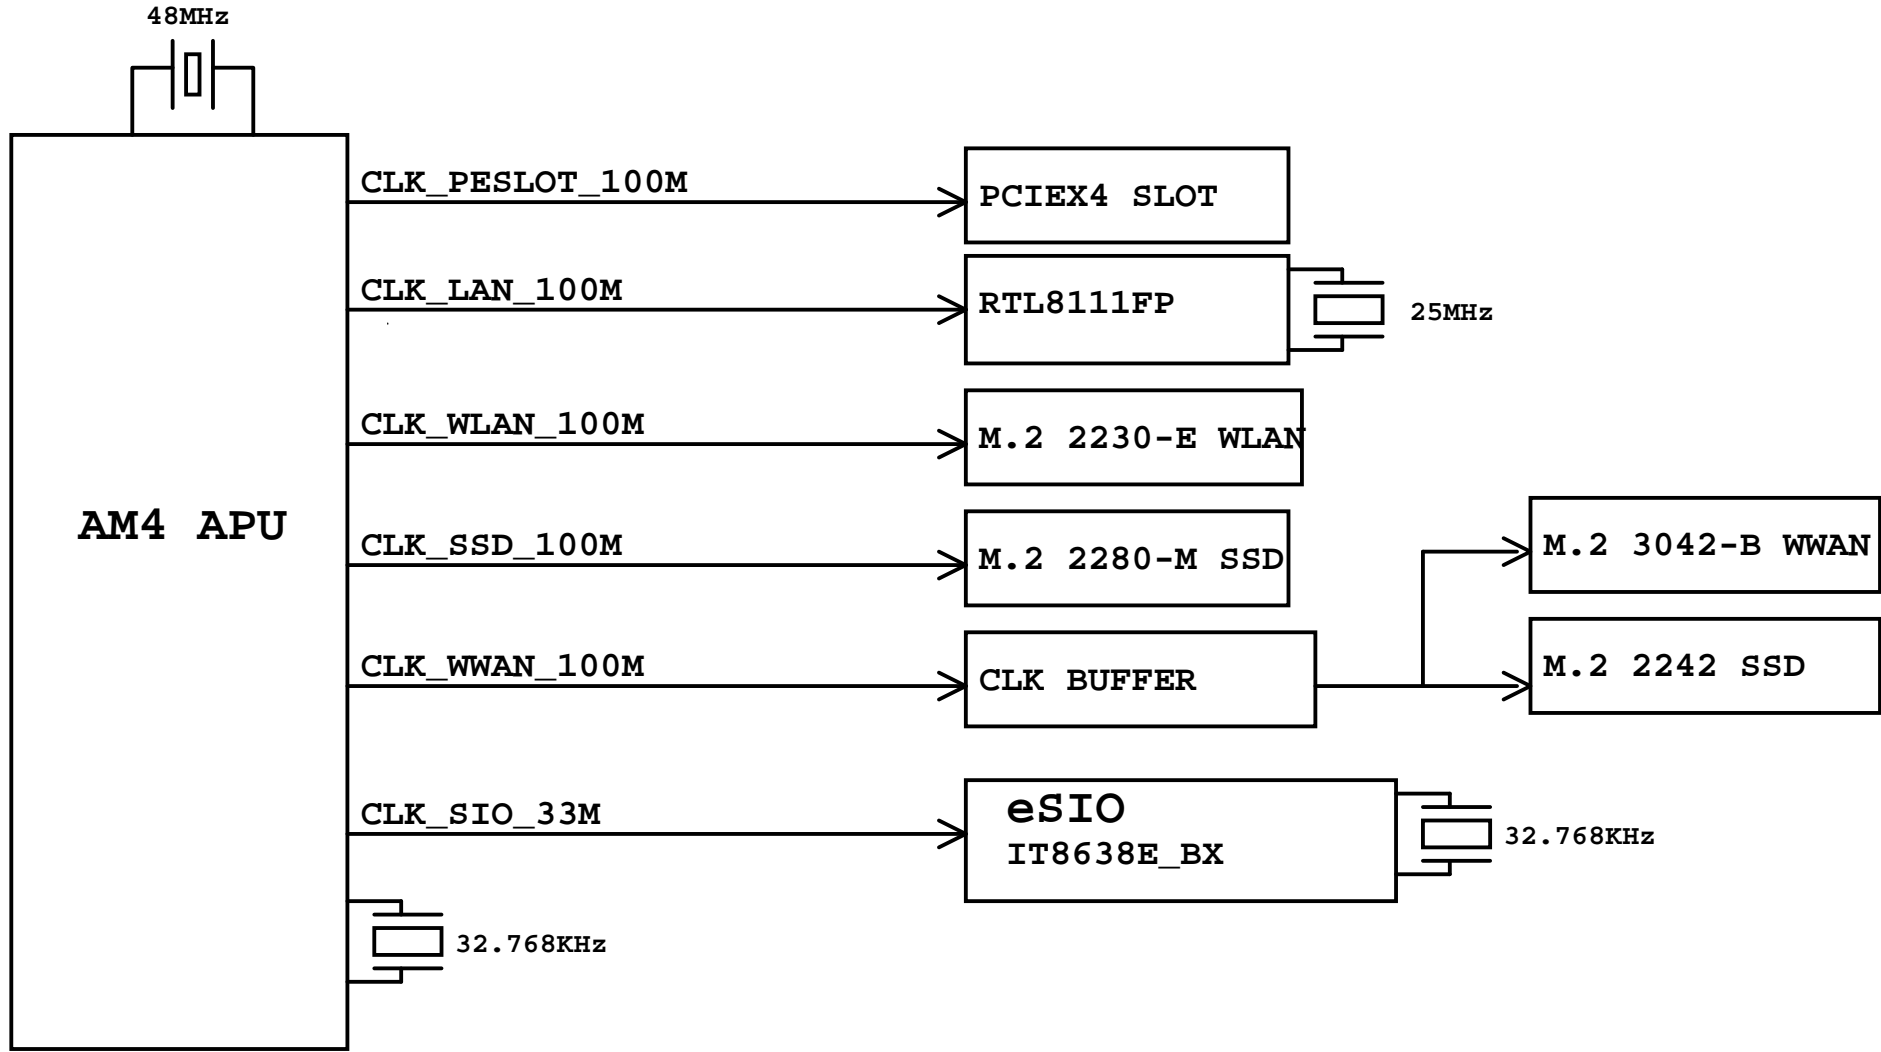 48MHz
CLK_PESLOT_100M
PCIEX4 SLOT
CLK_LAN_100M
RTL8111FP
25MHz
CLK_WLAN_100M
M.2 2230-E WLAN
AM4 APU
CLK_SSD_100M
M.2 2280-M SSD
M.2 3042-B WWAN
CLK_WWAN_100M
CLK BUFFER
M.2 2242 SSD
CLK_SIO_33M
eSIO
IT8638E_BX
32.768KHz
32.768KHz